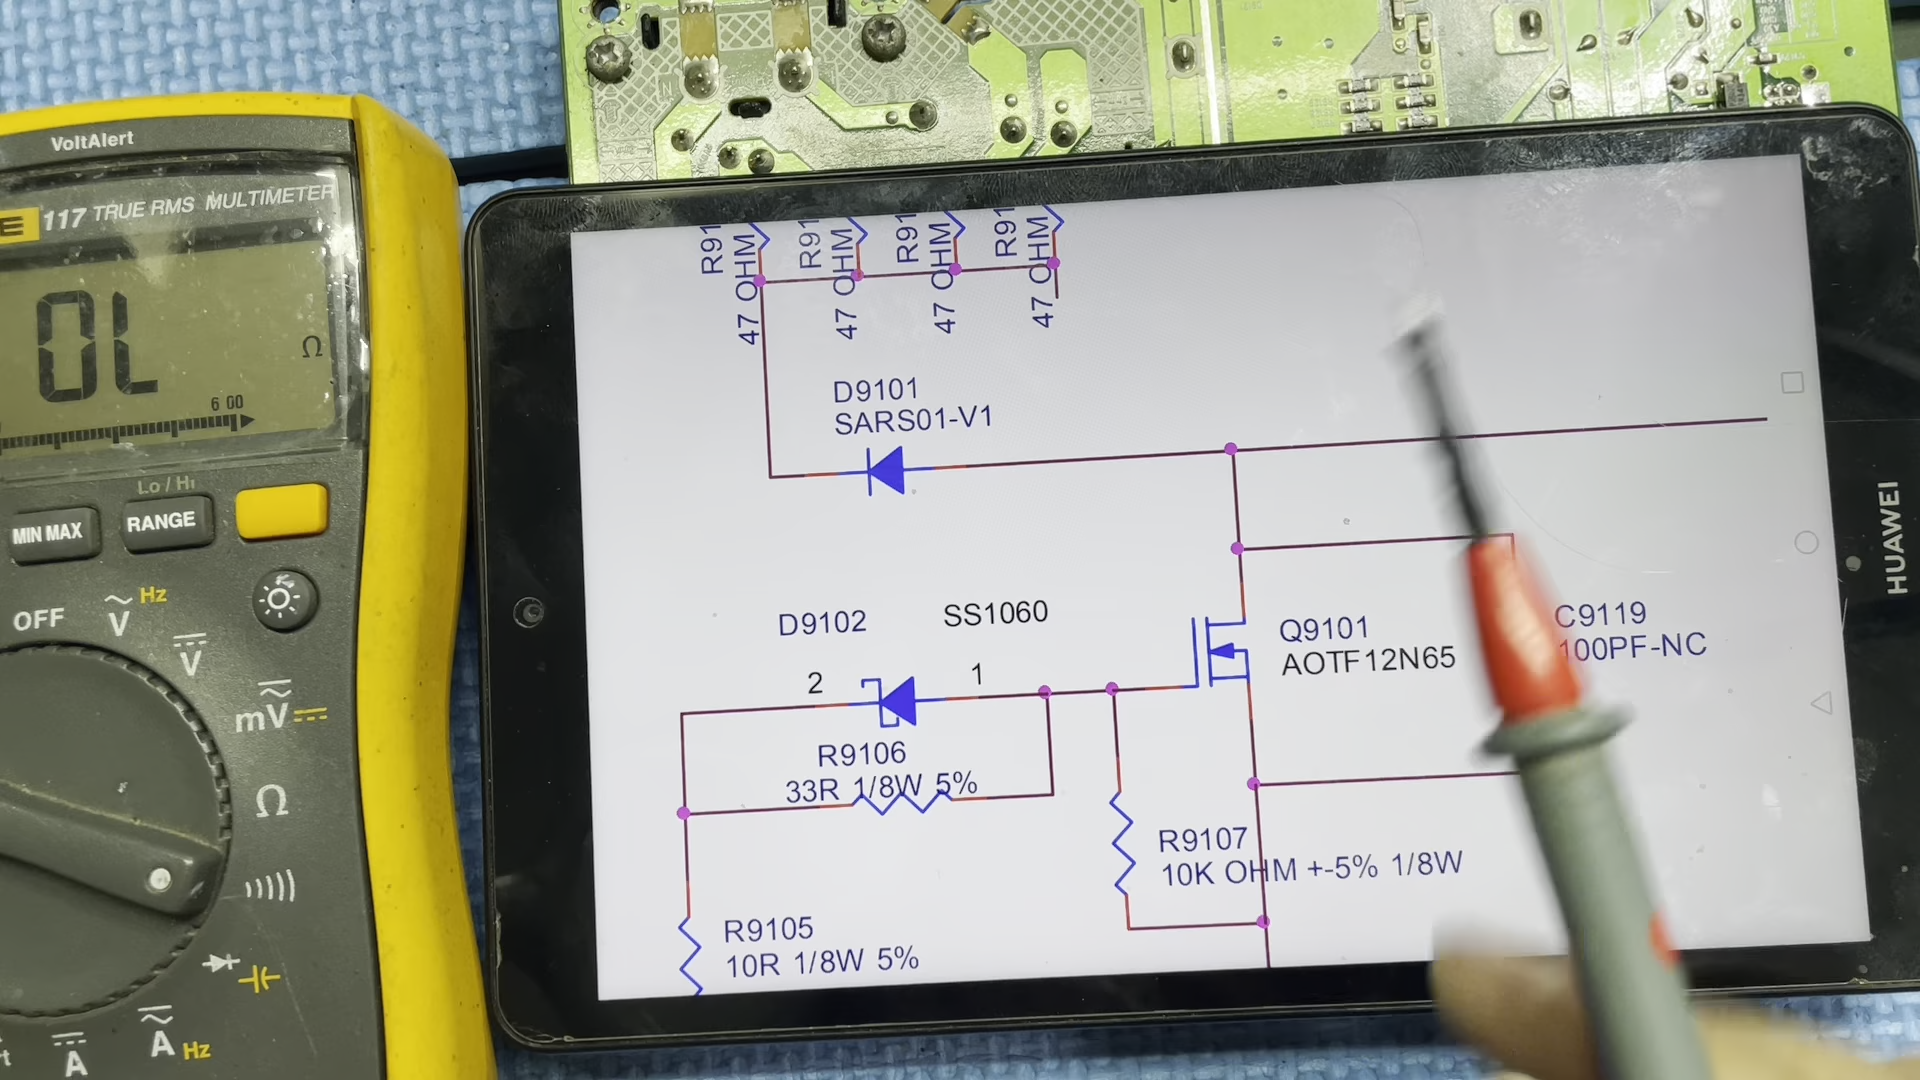 VoltAlert
117 TRUE RMS MULTIMETER
OL
Ω
6 00
Lo / Hi
MIN MAX
RANGE
OFF
V
Hz
V
mV
Ω
A
A
Hz
R91
47 OHM
R91
47 OHM
R91
47 OHM
R91
47 OHM
D9101
SARS01-V1
D9102
SS1060
2
1
Q9101
AOTF12N65
C9119
100PF-NC
R9106
33R 1/8W 5%
R9107
10K OHM +-5% 1/8W
R9105
10R 1/8W 5%
HUAWEI